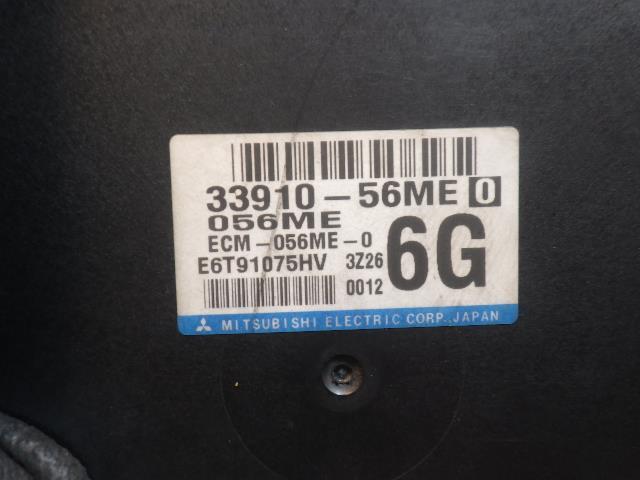 33910-56ME 0
056ME
ECM-056ME-0
E6T91075HV 3Z26 6G
0012
MITSUBISHI ELECTRIC CORP., JAPAN